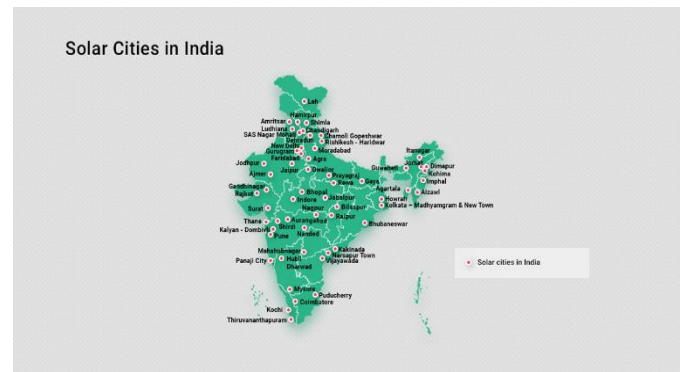 Solar Cities in India
Leh
Hamirpur
Amritsar
Shimla
Ludhiana
Chandigarh
SAS Nagar Mohali
Chamoli Gopeshwar
Dehradun
Rishikesh - Haridwar
New Delhi
Moradabad
Gurugram
Faridabad
Agra
Itanagar
Jodhpur
Jaipur
Gwalior
Guwahati
Jorhat
Dimapur
Ajmer
Prayagraj
Kohima
Rewa
Gaya
Imphal
Gandhinagar
Agartala
Aizawl
Rajkot
Bhopal
Indore
Jabalpur
Howrah
Surat
Nagpur
Bilaspur
Kolkata – Madhyamgram & New Town
Thane
Aurangabad
Raipur
Shirdi
Bhubaneswar
Kalyan - Dombivli
Pune
Nanded
Mahabubnagar
Kakinada
Narsapur Town
Panaji City
Hubli
Vijayawada
Dharwad
Solar cities in India
Mysore
Puducherry
Coimbatore
Kochi
Thiruvananthapuram